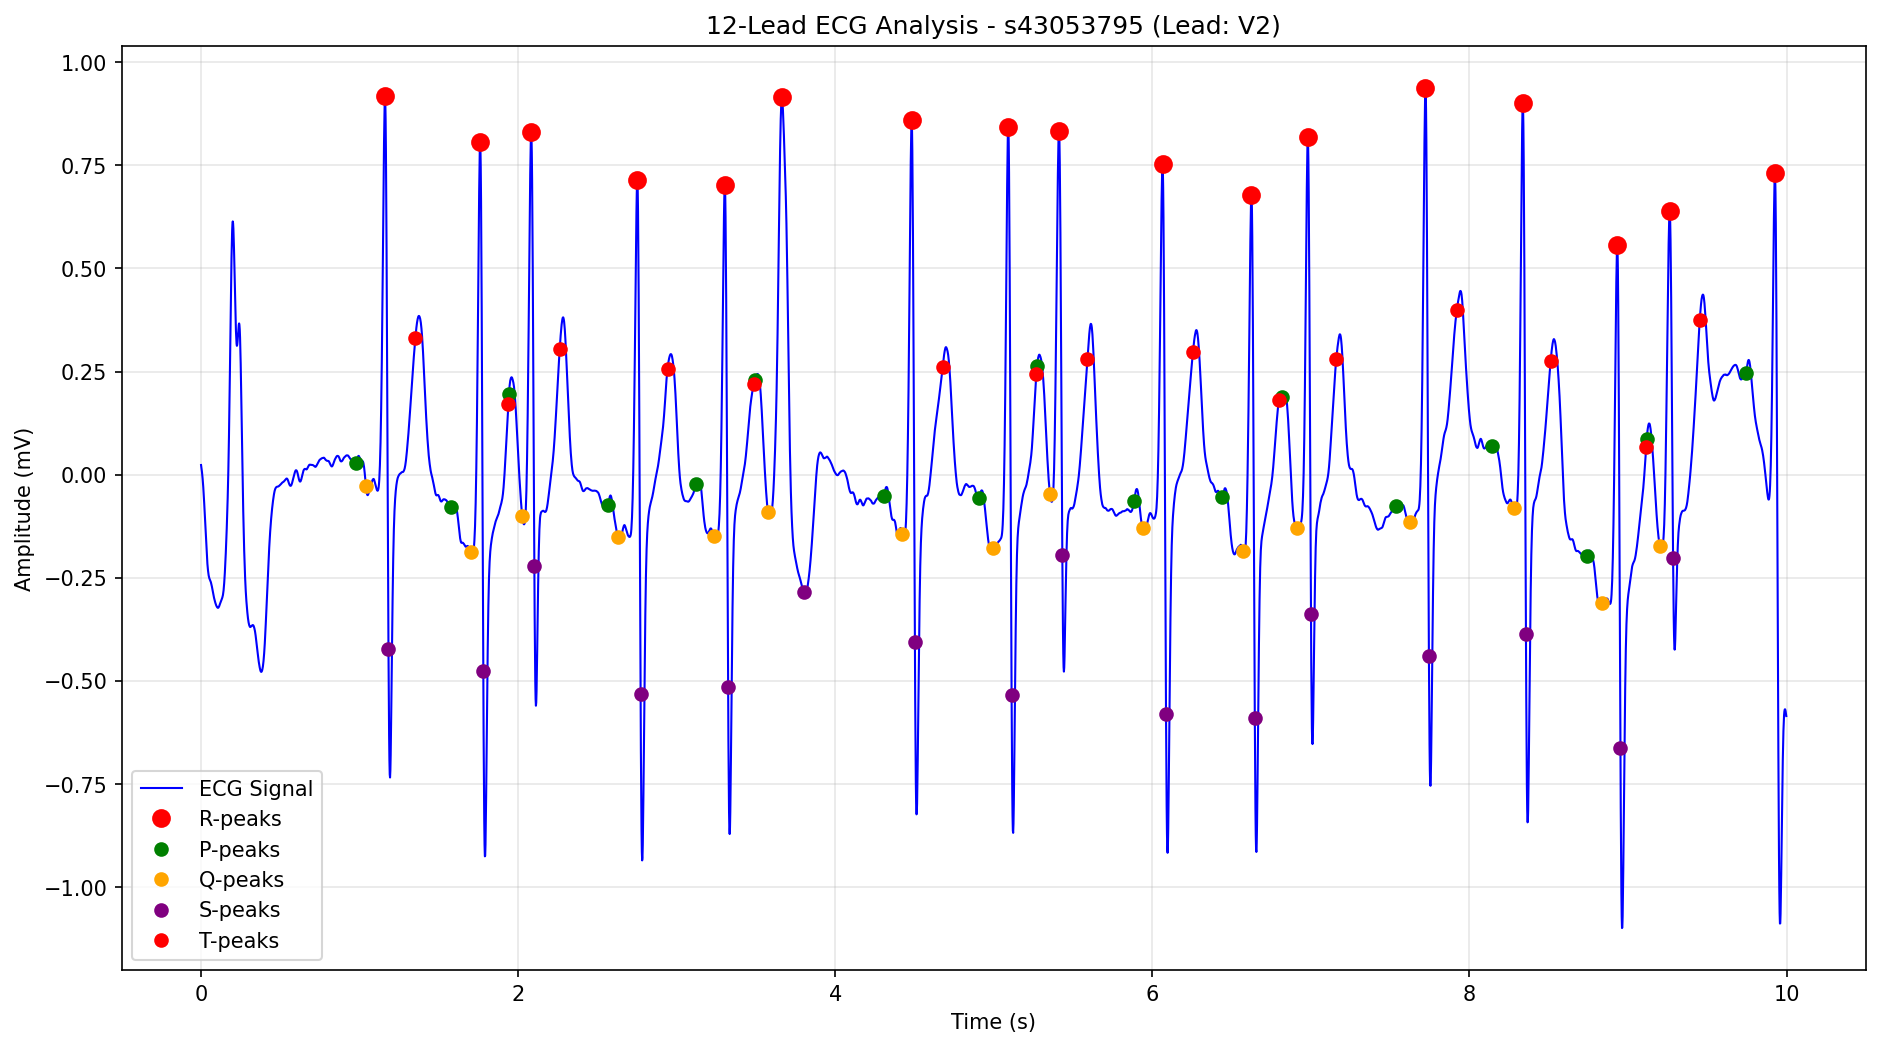 12-Lead ECG Analysis - s43053795 (Lead: V2)
1.00
0.75
0.50
0.25
0.00
−0.25
−0.50
−0.75
−1.00
Amplitude (mV)
ECG Signal
R-peaks
P-peaks
Q-peaks
S-peaks
T-peaks
0 2 4 6 8 10
Time (s)